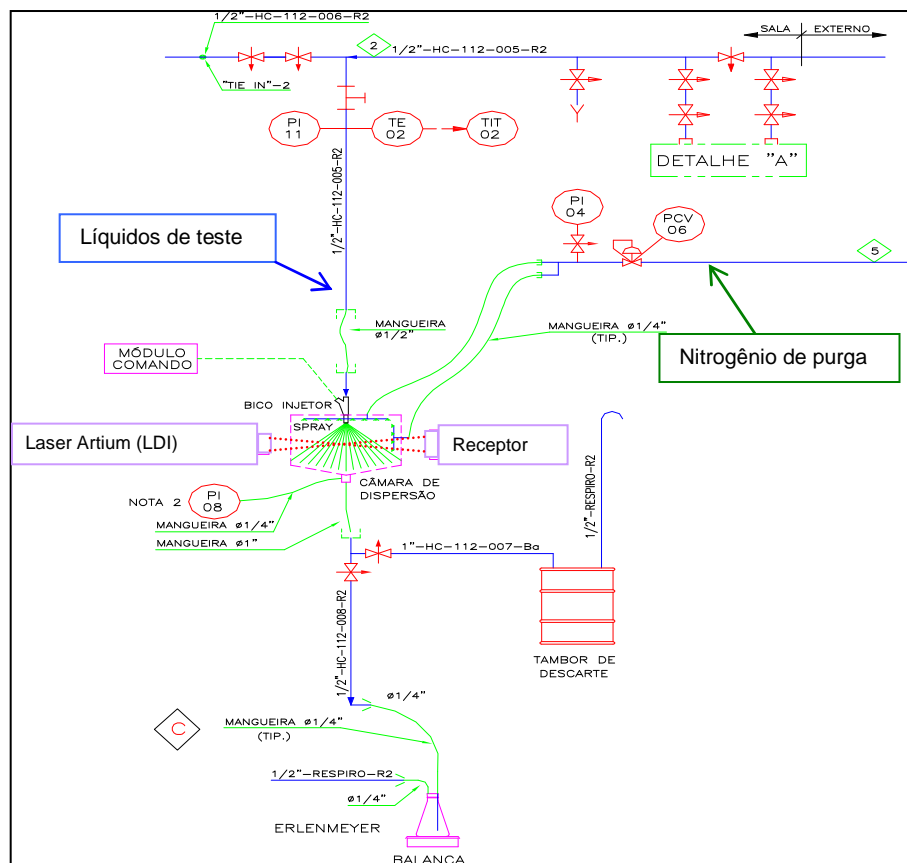 1/2"-HC-112-006-R2
2
1/2"-HC-112-005-R2
SALA
EXTERNO
"TIE IN"-2
PI
11
TE
02
TIT
02
DETALHE "A"
1/2"-HC-112-005-R2
Líquidos de teste
PI
04
PCV
06
5
MANGUEIRA
ø1/2"
MANGUEIRA ø1/4"
(TIP.)
Nitrogênio de purga
MÓDULO
COMANDO
BICO INJETOR
SPRAY
Laser Artium (LDI)
Receptor
CÂMARA DE
DISPERSÃO
NOTA 2
PI
08
MANGUEIRA ø1/4"
MANGUEIRA ø1"
1/2"-RESPIRO-R2
1"-HC-112-007-Ba
1/2"-HC-112-008-R2
TAMBOR DE
DESCARTE
ø1/4"
C
MANGUEIRA ø1/4"
(TIP.)
1/2"-RESPIRO-R2
ø1/4"
ERLENMEYER
BALANÇA